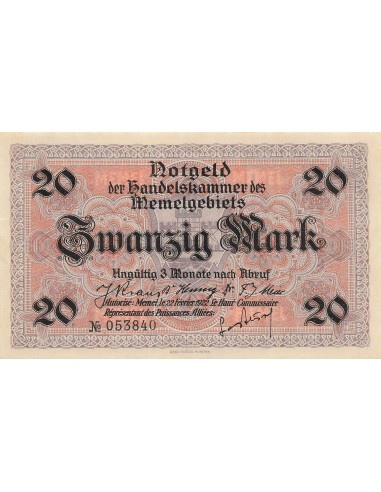 Notgeld
20 der Handelskammer des 20
Memelgebiets
Zwanzig Mark
Ungültig 3 Monate nach Abruf
Autorisé - Memel, le 22 février 1922 Le Haut-Commissaire
Représentant des Puissances Alliées:
20 20
№ 053840